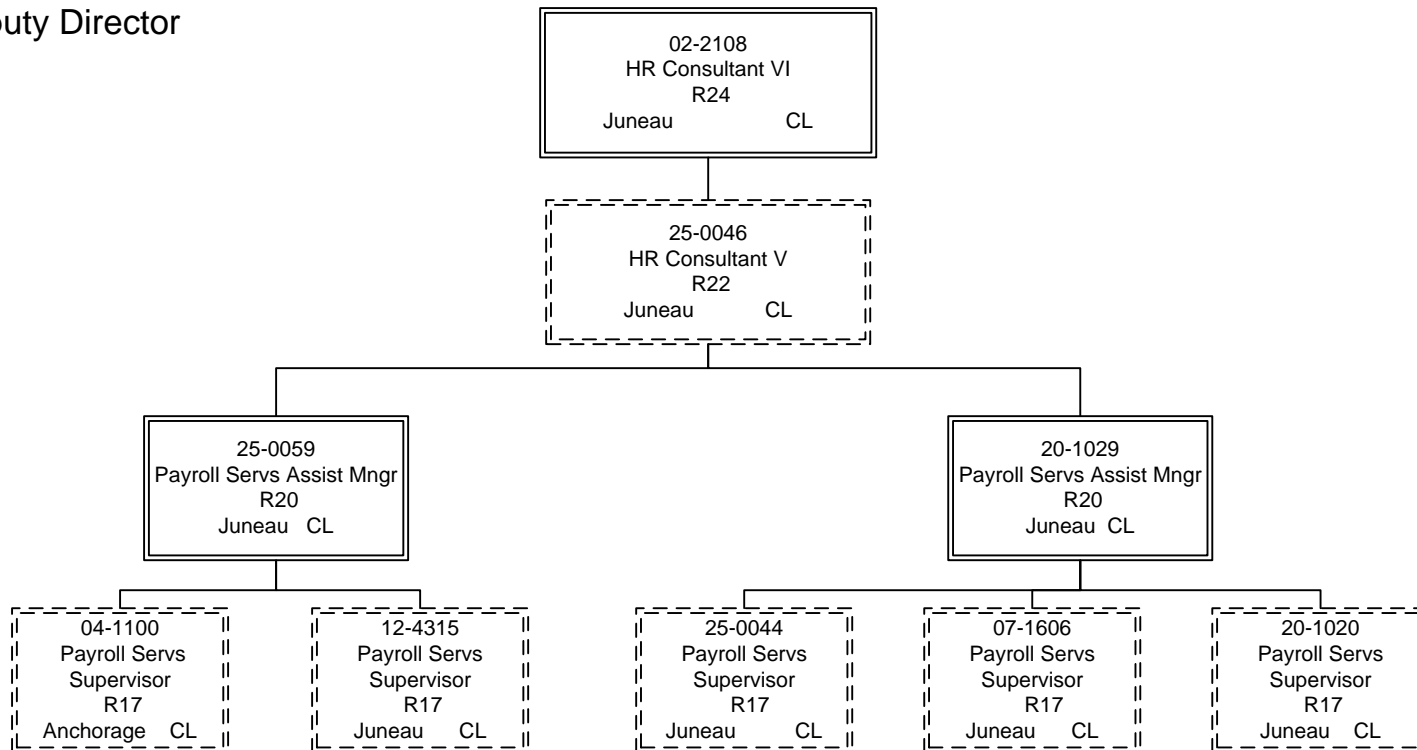 Director
02-2108
HR Consultant VI
R24
Juneau CL
25-0046
HR Consultant V
R22
Juneau CL
25-0059
Payroll Servs Assist Mngr
R20
Juneau CL
20-1029
Payroll Servs Assist Mngr
R20
Juneau CL
04-1100
Payroll Servs
Supervisor
R17
Anchorage CL
12-4315
Payroll Servs
Supervisor
R17
Juneau CL
25-0044
Payroll Servs
Supervisor
R17
Juneau CL
07-1606
Payroll Servs
Supervisor
R17
Juneau CL
20-1020
Payroll Servs
Supervisor
R17
Juneau CL